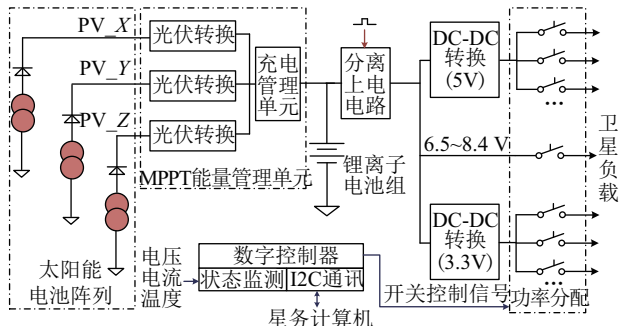 PV_X
光伏转换
PV_Y
光伏转换
PV_Z
光伏转换
充电
管理
单元
MPPT能量管理单元
太阳能
电池阵列
分离
上电
电路
锂离子
电池组
DC-DC
转换
(5V)
6.5~8.4 V
DC-DC
转换
(3.3V)
...
...
卫
星
负
载
功率分配
电压
电流
温度
数字控制器
状态监测
I2C通讯
开关控制信号
星务计算机